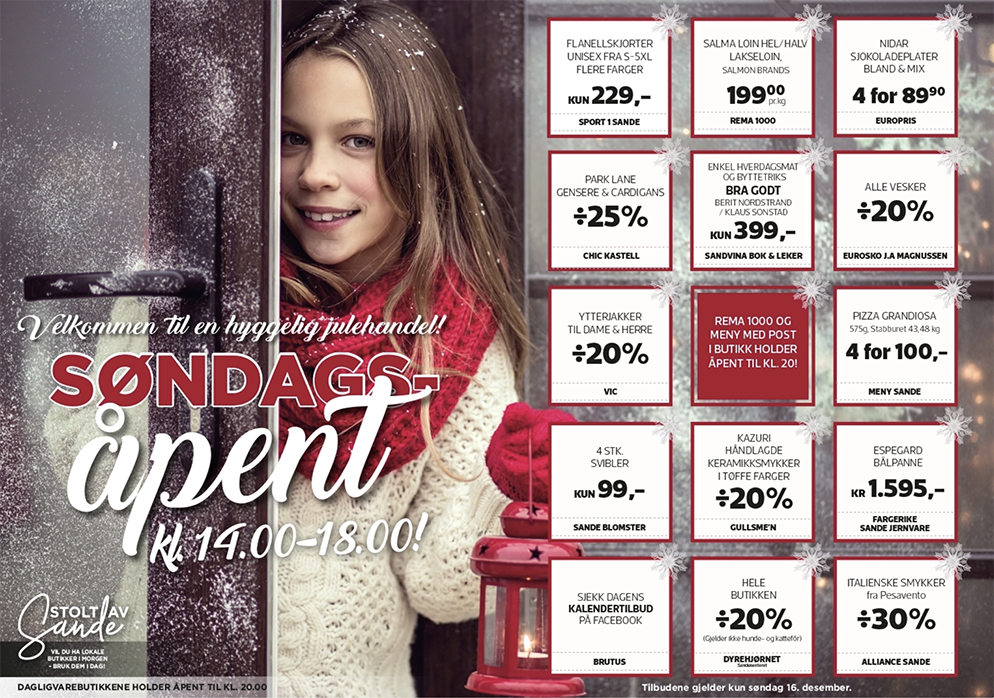 Velkommen til en hyggelig julehandel!
SØNDAGS-
åpent
kl. 14.00-18.00!
STOLT AV
Sande
VIL DU HA LOKALE
BUTIKKER I MORGEN
- BRUK DEM I DAG!
DAGLIGVAREBUTIKKENE HOLDER ÅPENT TIL KL. 20.00
FLANELLSKJORTER
UNISEX FRA S-5XL
FLERE FARGER
KUN 229,-
SPORT 1 SANDE
SALMA LOIN HEL/HALV
LAKSELOIN,
SALMON BRANDS
199⁰⁰ pr.kg
REMA 1000
NIDAR
SJOKOLADEPLATER
BLAND & MIX
4 for 89⁹⁰
EUROPRIS
PARK LANE
GENSERE & CARDIGANS
÷25%
CHIC KASTELL
ENKEL HVERDAGSMAT
OG BYTTETRIKS
BRA GODT
BERIT NORDSTRAND
/ KLAUS SONSTAD
KUN 399,-
SANDVINA BOK & LEKER
ALLE VESKER
÷20%
EUROSKO J.A MAGNUSSEN
YTTERJAKKER
TIL DAME & HERRE
÷20%
VIC
REMA 1000 OG
MENY MED POST
I BUTIKK HOLDER
ÅPENT TIL KL. 20!
PIZZA GRANDIOSA
575g, Stabburet 43,48 kg
4 for 100,-
MENY SANDE
4 STK.
SVIBLER
KUN 99,-
SANDE BLOMSTER
KAZURI
HÅNDLAGDE
KERAMIKKSMYKKER
I TØFFE FARGER
÷20%
GULLSME'N
ESPEGARD
BÅLPANNE
KR 1.595,-
FARGERIKE
SANDE JERNVARE
SJEKK DAGENS
KALENDERTILBUD
PÅ FACEBOOK
BRUTUS
HELE
BUTIKKEN
÷20%
(Gjelder ikke hunde- og kattefôr)
DYREHJØRNET
Sandesenteret
ITALIENSKE SMYKKER
fra Pesavento
÷30%
ALLIANCE SANDE
Tilbudene gjelder kun søndag 16. desember.